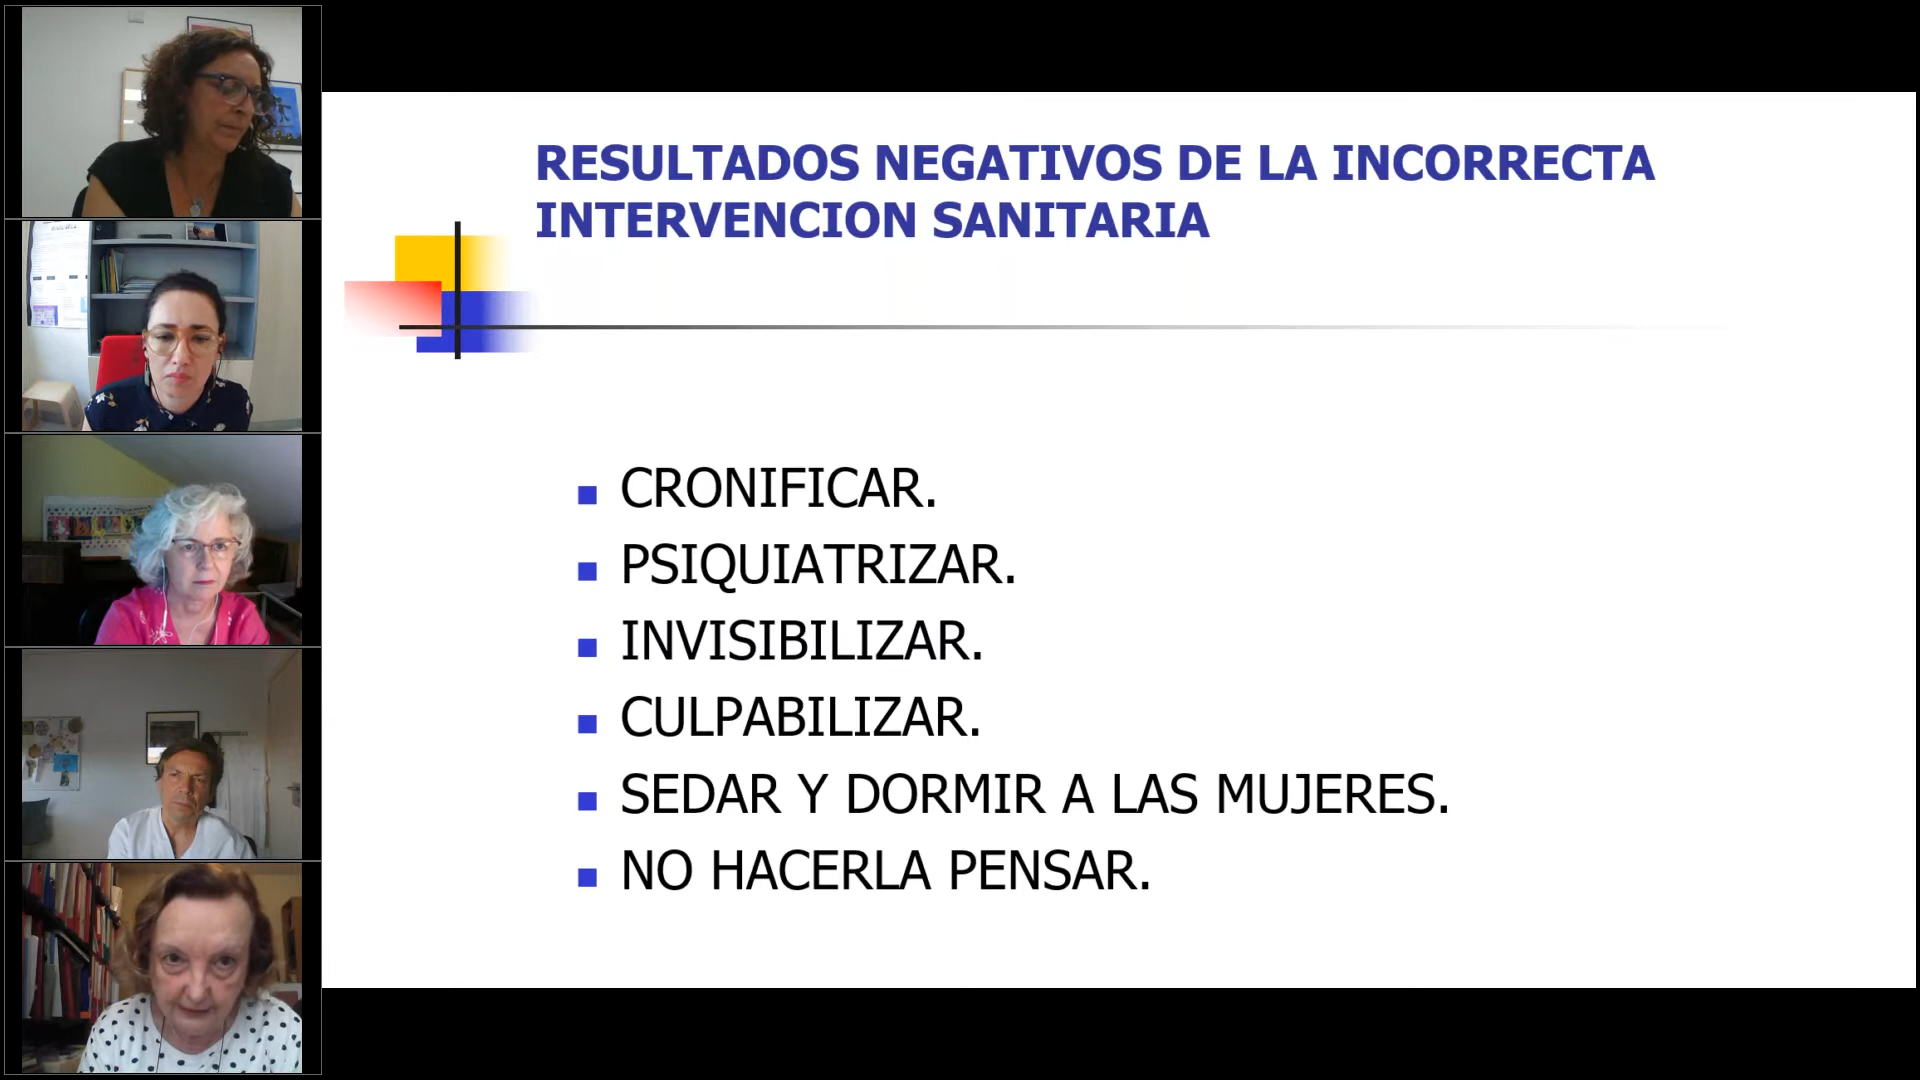 RESULTADOS NEGATIVOS DE LA INCORRECTA
INTERVENCION SANITARIA
CRONIFICAR.
PSIQUIATRIZAR.
INVISIBILIZAR.
CULPABILIZAR.
SEDAR Y DORMIR A LAS MUJERES.
NO HACERLA PENSAR.